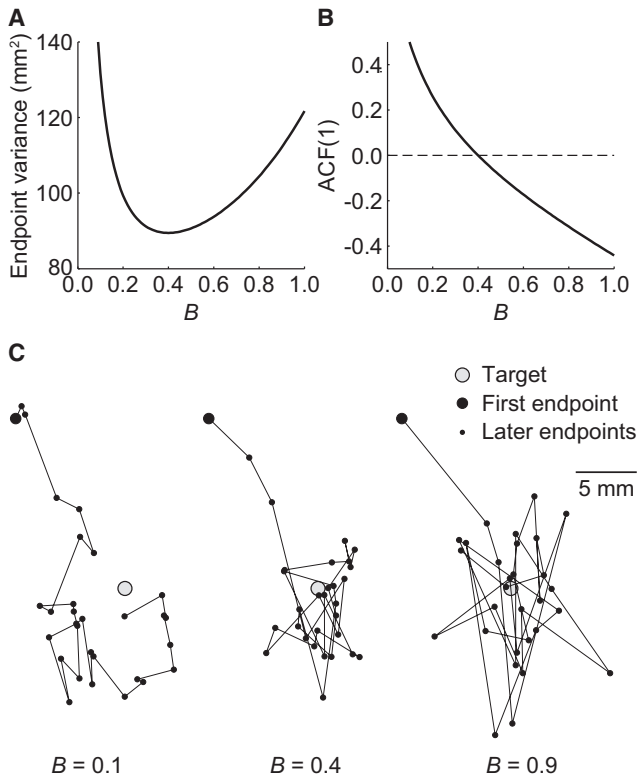 A
Endpoint variance (mm²)
140
120
100
80
0.0
0.2
0.4
0.6
0.8
1.0
B
B
ACF(1)
0.4
0.2
0.0
-0.2
-0.4
0.0
0.2
0.4
0.6
0.8
1.0
B
C
Target
First endpoint
Later endpoints
5 mm
B = 0.1
B = 0.4
B = 0.9